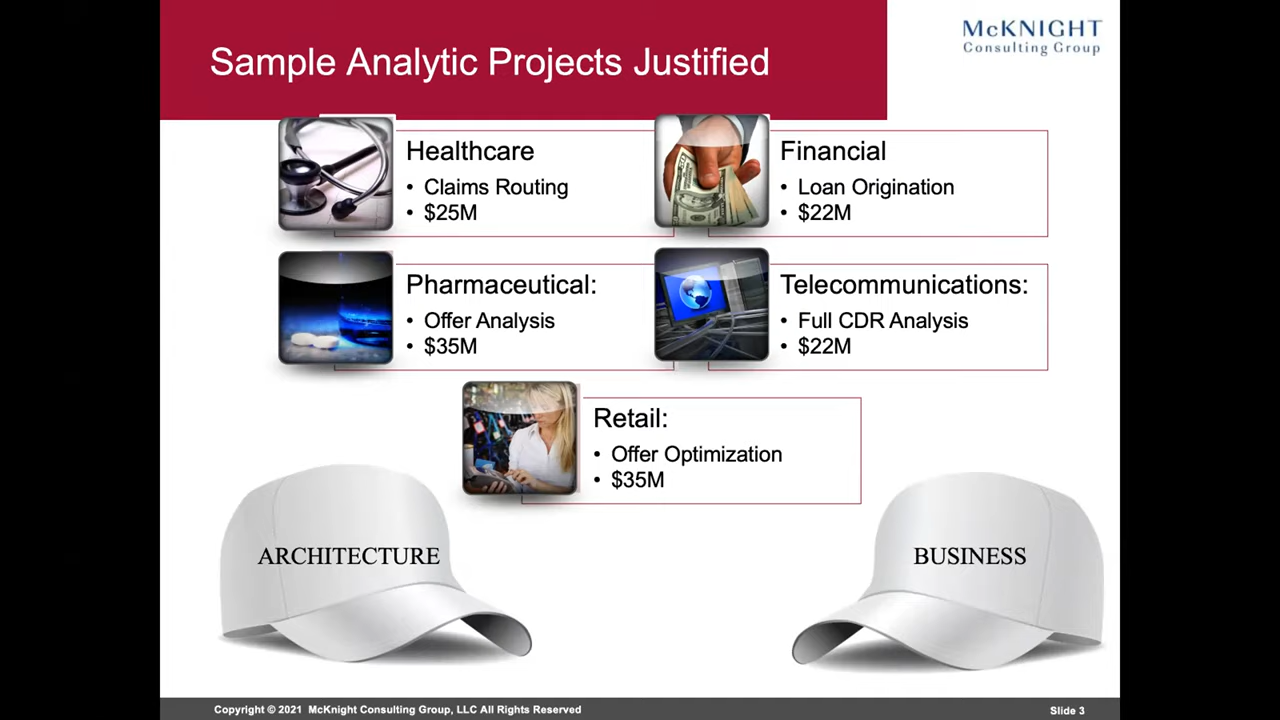 Sample Analytic Projects Justified
McKNIGHT
Consulting Group
Healthcare
• Claims Routing
• $25M
Financial
• Loan Origination
• $22M
Pharmaceutical:
• Offer Analysis
• $35M
Telecommunications:
• Full CDR Analysis
• $22M
Retail:
• Offer Optimization
• $35M
ARCHITECTURE
BUSINESS
Copyright © 2021 McKnight Consulting Group, LLC All Rights Reserved
Slide 3